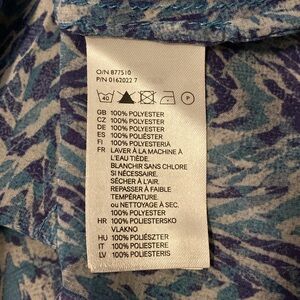 O/N 877510
P/N 0162022 7
40
P
GB 100% POLYESTER
CZ 100% POLYESTER
DE 100% POLYESTER
ES 100% POLIÉSTER
FI 100% POLYESTERIA
FR LAVER À LA MACHINE À
L'EAU TIÈDE.
BLANCHIR SANS CHLORE
SI NÉCESSAIRE.
SÉCHER À L'AIR.
REPASSER À FAIBLE
TEMPÉRATURE.
ou NETTOYAGE À SEC.
100% POLYESTER
HR 100% POLIESTERSKO
VLAKNO
HU 100% POLIÉSZTER
IT 100% POLIESTERE
LV 100% POLIESTERIS